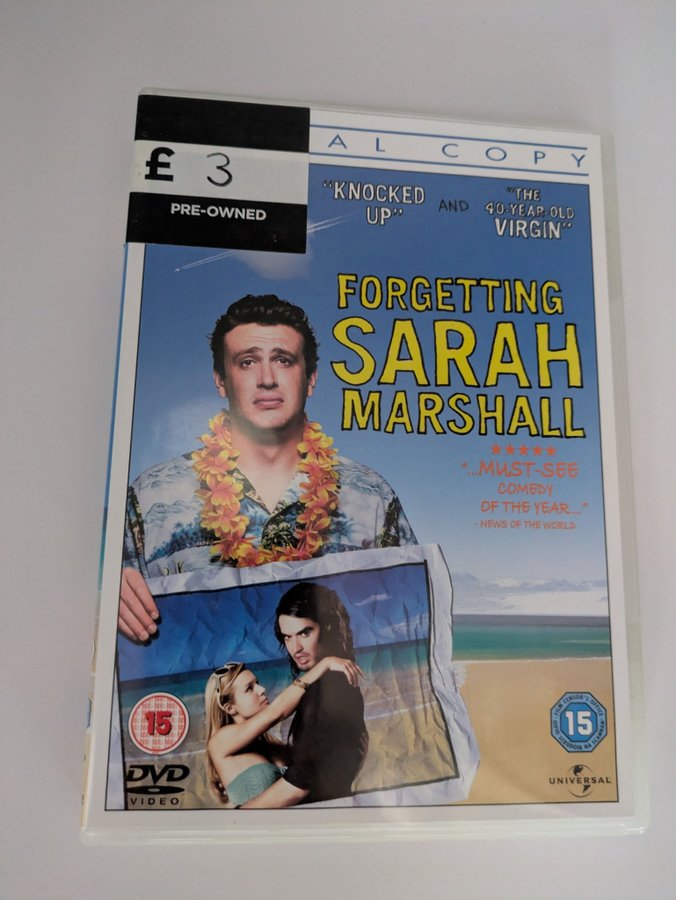 AL COPY
£ 3
PRE-OWNED
"KNOCKED
UP"
AND
"THE
40-YEAR-OLD
VIRGIN"
FORGETTING
SARAH
MARSHALL
★★★★★
"...MUST-SEE
COMEDY
OF THE YEAR..."
- NEWS OF THE WORLD
15
DVD
VIDEO
15
UNIVERSAL